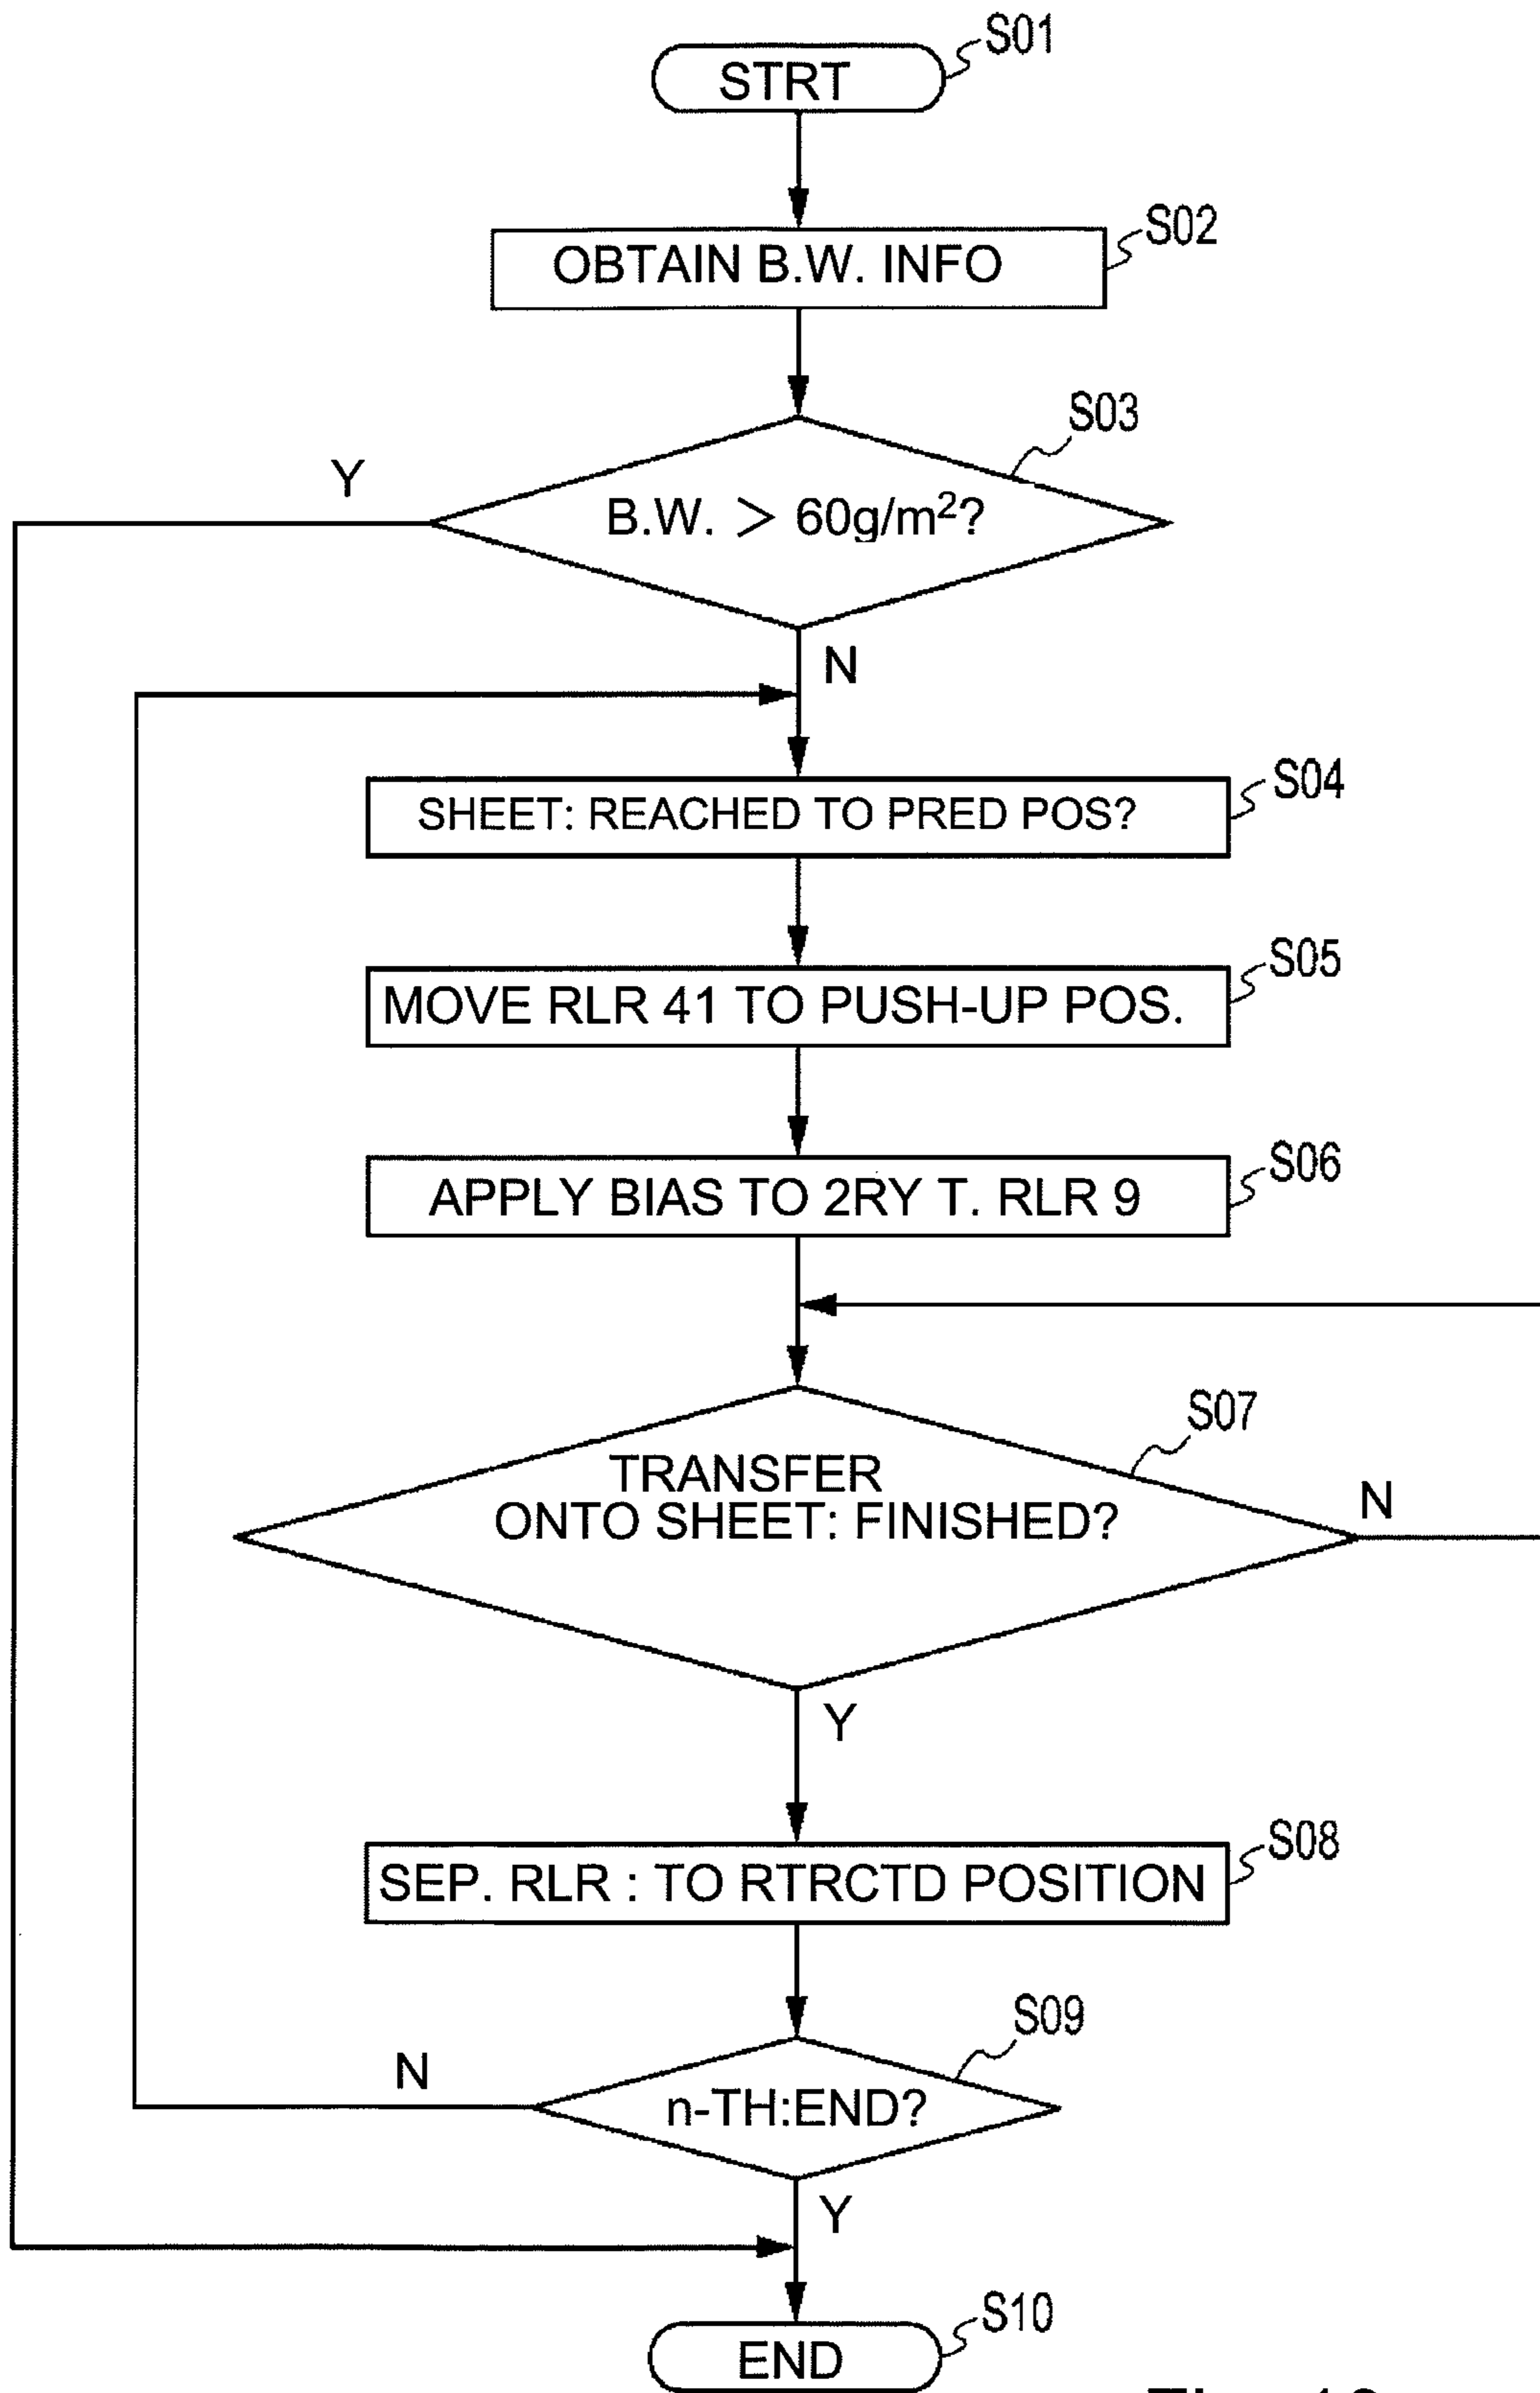 STRT
S01
OBTAIN B.W. INFO
S02
S03
Y
B.W. > 60g/m²?
N
SHEET: REACHED TO PRED POS?
S04
MOVE RLR 41 TO PUSH-UP POS.
S05
APPLY BIAS TO 2RY T. RLR 9
S06
S07
TRANSFER
ONTO SHEET: FINISHED?
N
Y
SEP. RLR : TO RTRCTD POSITION
S08
S09
N
n-TH:END?
Y
END
S10